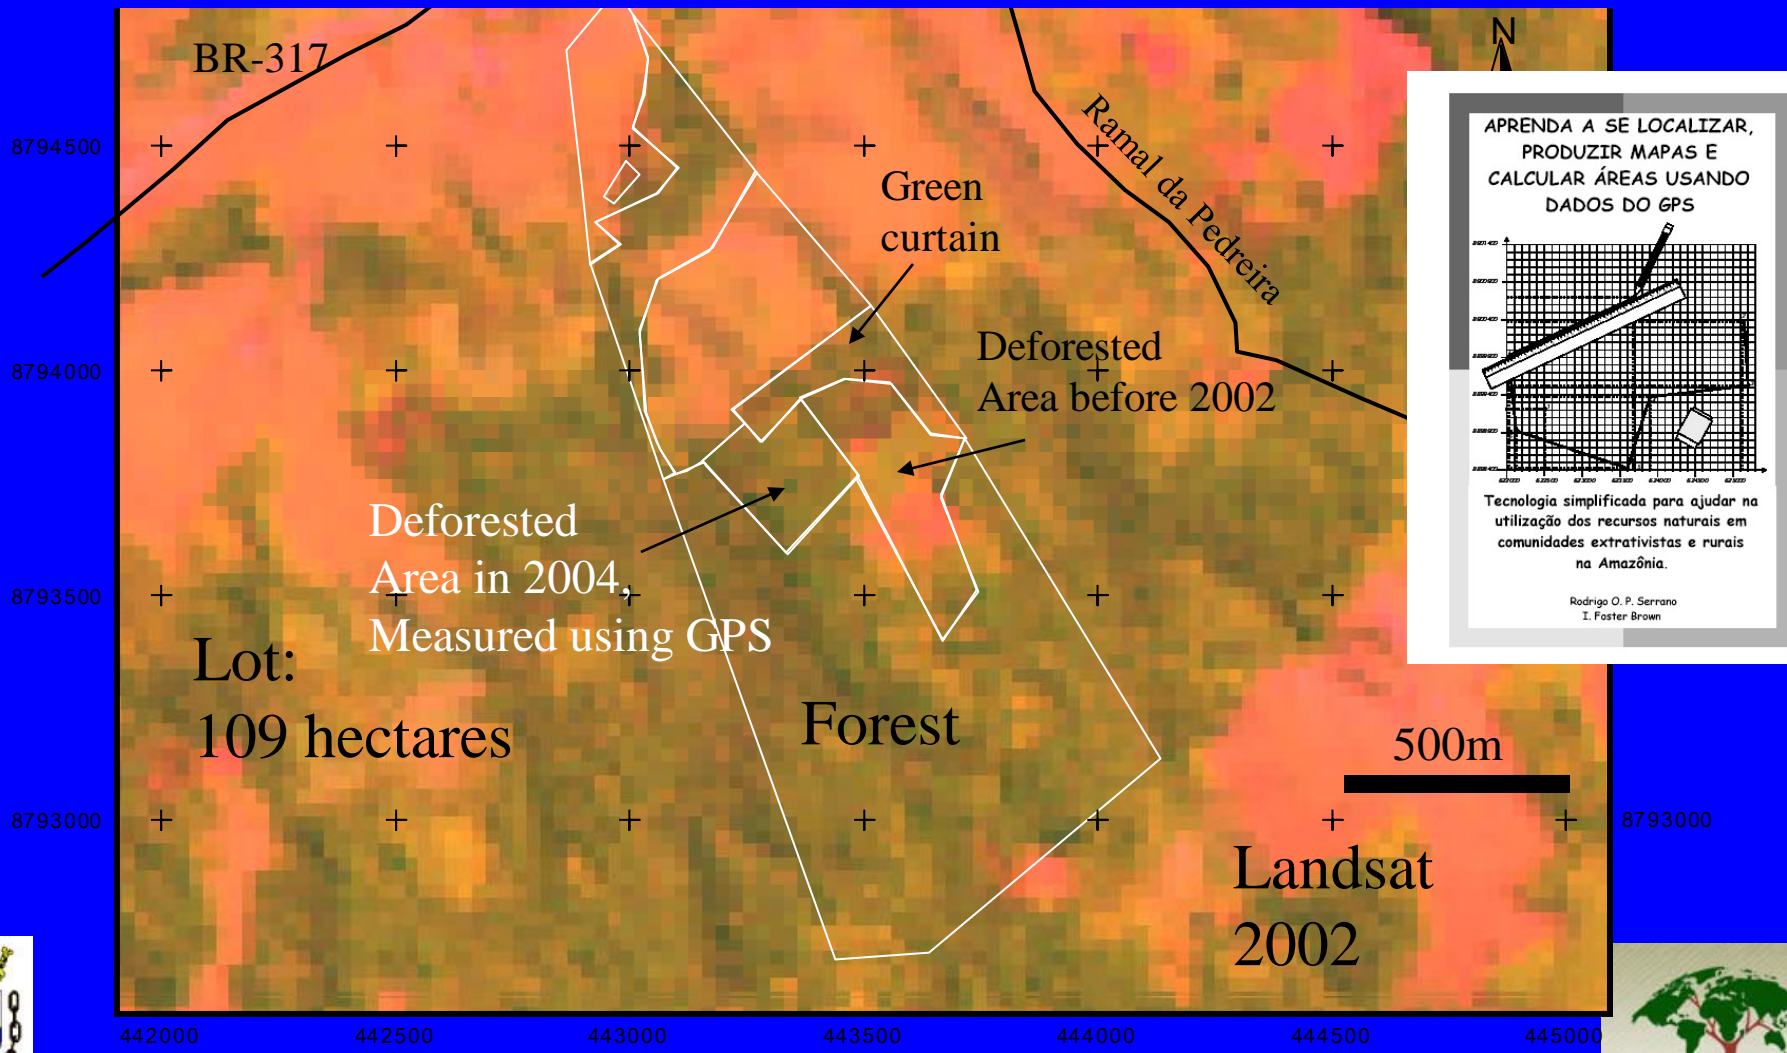 BR-317
N
8794500
Ramal da Pedreira
Green
curtain
8794000
Deforested
Area before 2002
Deforested
Area in 2004,
Measured using GPS
8793500
Lot:
109 hectares
Forest
500m
8793000
8793000
Landsat
2002
442000
442500
443000
443500
444000
444500
445000
APRENDA A SE LOCALIZAR,
PRODUZIR MAPAS E
CALCULAR ÁREAS USANDO
DADOS DO GPS
Tecnologia simplificada para ajudar na
utilização dos recursos naturais em
comunidades extrativistas e rurais
na Amazônia.
Rodrigo O. P. Serrano
I. Foster Brown